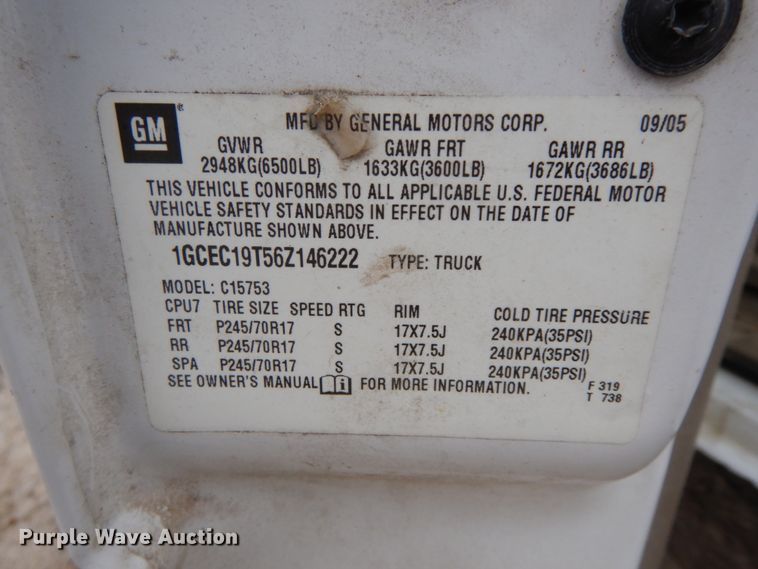 GM ® MFD BY GENERAL MOTORS CORP. 09/05
GVWR GAWR FRT GAWR RR
2948KG(6500LB) 1633KG(3600LB) 1672KG(3686LB)
THIS VEHICLE CONFORMS TO ALL APPLICABLE U.S. FEDERAL MOTOR
VEHICLE SAFETY STANDARDS IN EFFECT ON THE DATE OF
MANUFACTURE SHOWN ABOVE.
1GCEC19T56Z146222 TYPE: TRUCK
MODEL: C15753
CPU7 TIRE SIZE SPEED RTG RIM COLD TIRE PRESSURE
FRT P245/70R17 S 17X7.5J 240KPA(35PSI)
RR P245/70R17 S 17X7.5J 240KPA(35PSI)
SPA P245/70R17 S 17X7.5J 240KPA(35PSI)
SEE OWNER'S MANUAL i FOR MORE INFORMATION. F 319
T 738
Purple Wave Auction